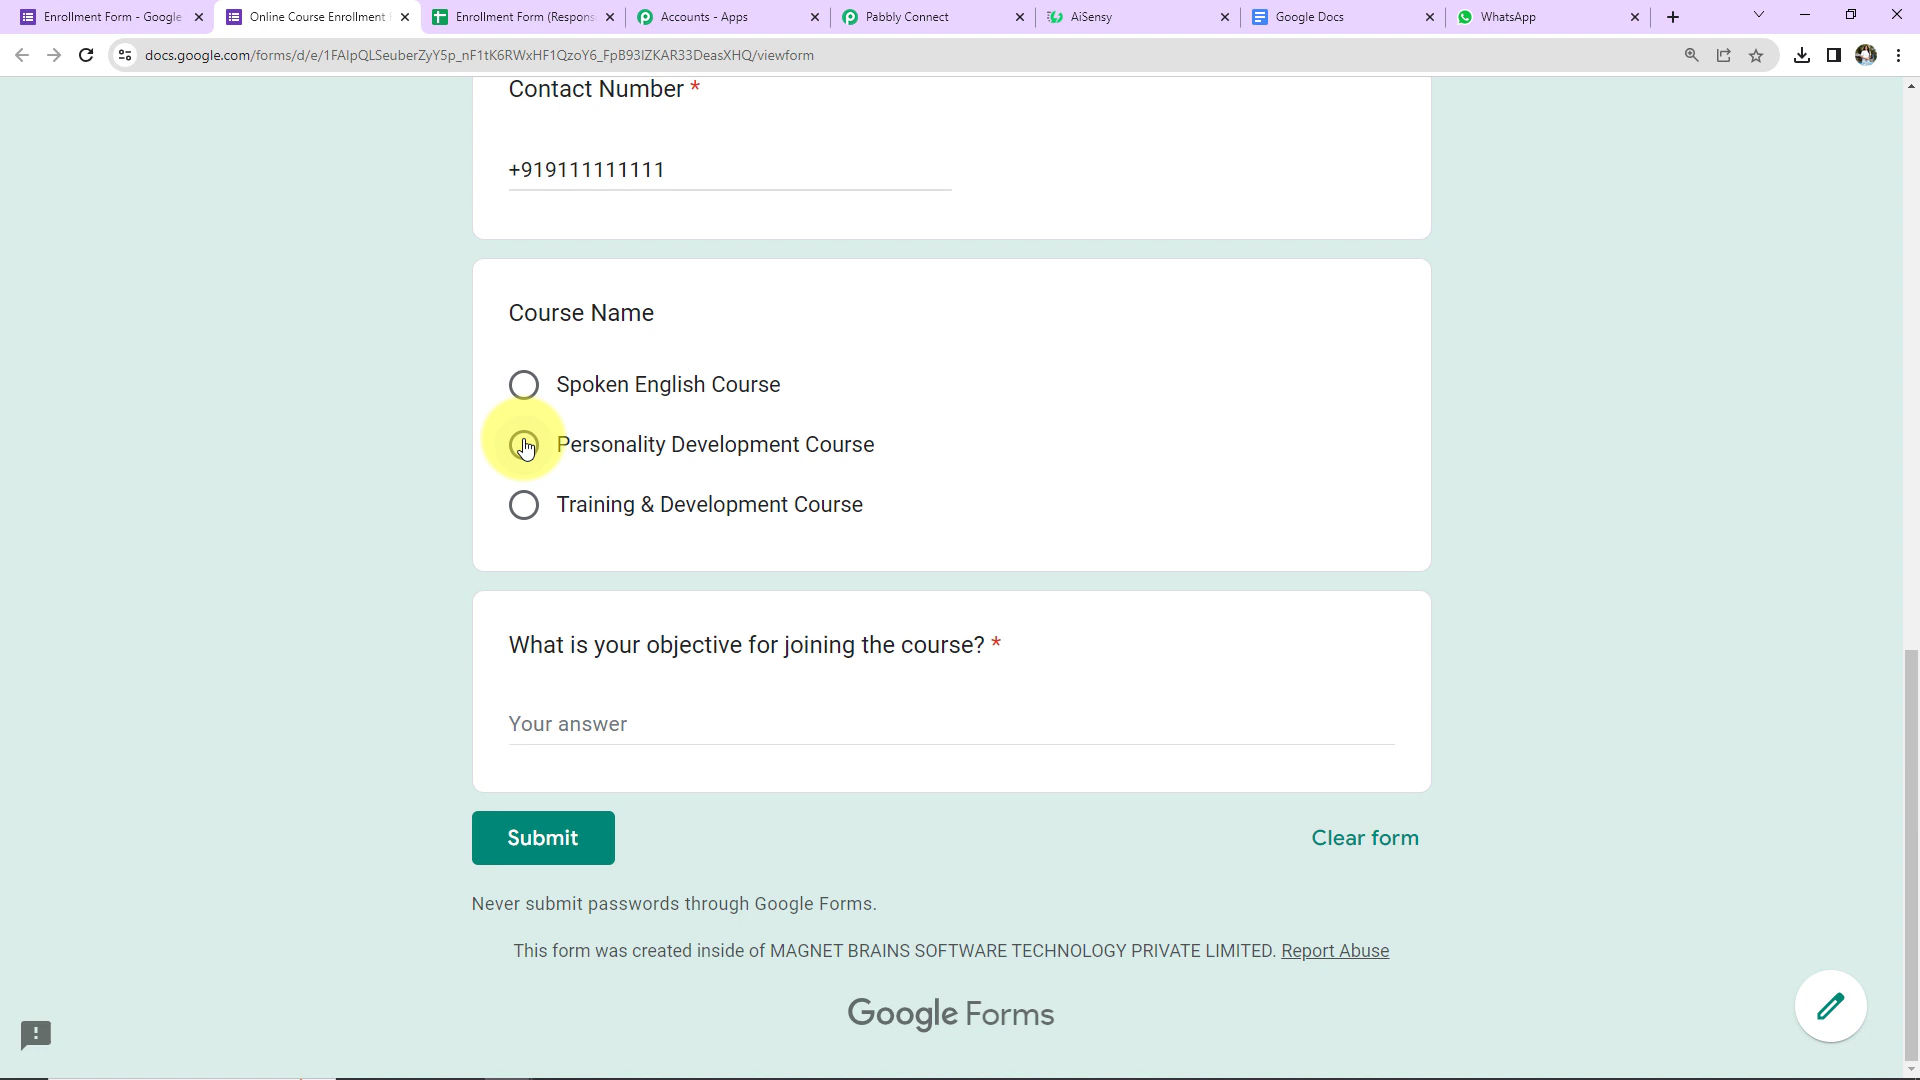 Enrollment Form - Google
Online Course Enrollment
Enrollment Form (Respons
Accounts - Apps
Pabbly Connect
AiSensy
Google Docs
WhatsApp
docs.google.com/forms/d/e/1FAIpQLSeuberZyY5p_nF1tK6RWxHF1QzoY6_FpB93IZKAR33DeasXHQ/viewform
Contact Number *
+919111111111
Course Name
Spoken English Course
Personality Development Course
Training & Development Course
What is your objective for joining the course? *
Your answer
Submit
Clear form
Never submit passwords through Google Forms.
This form was created inside of MAGNET BRAINS SOFTWARE TECHNOLOGY PRIVATE LIMITED. Report Abuse
Google Forms